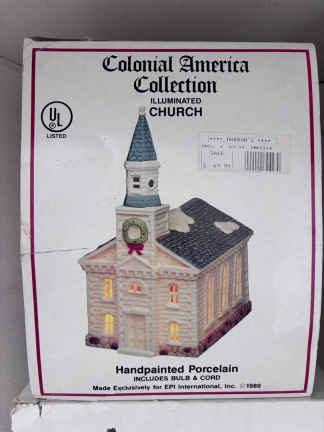 Colonial America
Collection
ILLUMINATED
CHURCH
UL
LISTED
Handpainted Porcelain
INCLUDES BULB & CORD
Made Exclusively for EPI International, Inc. ©1989